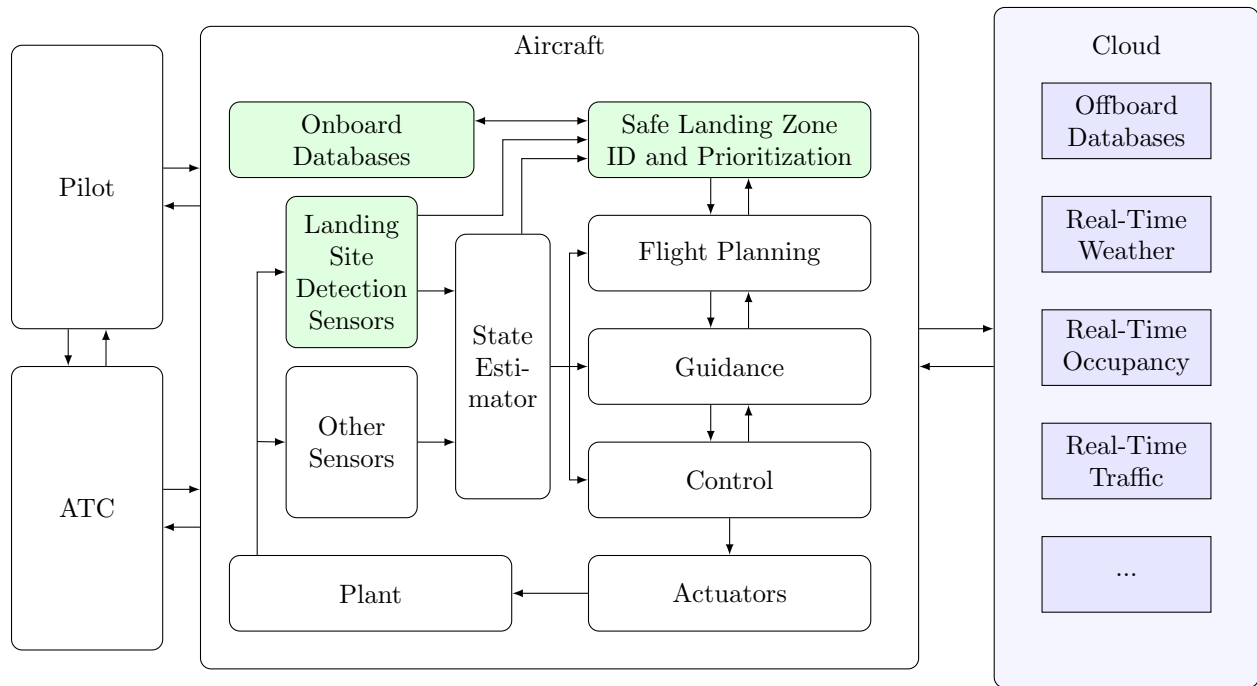 Aircraft
Cloud
Pilot
ATC
Onboard
Databases
Safe Landing Zone
ID and Prioritization
Landing
Site
Detection
Sensors
Other
Sensors
State
Esti-
mator
Flight Planning
Guidance
Control
Plant
Actuators
Offboard
Databases
Real-Time
Weather
Real-Time
Occupancy
Real-Time
Traffic
...